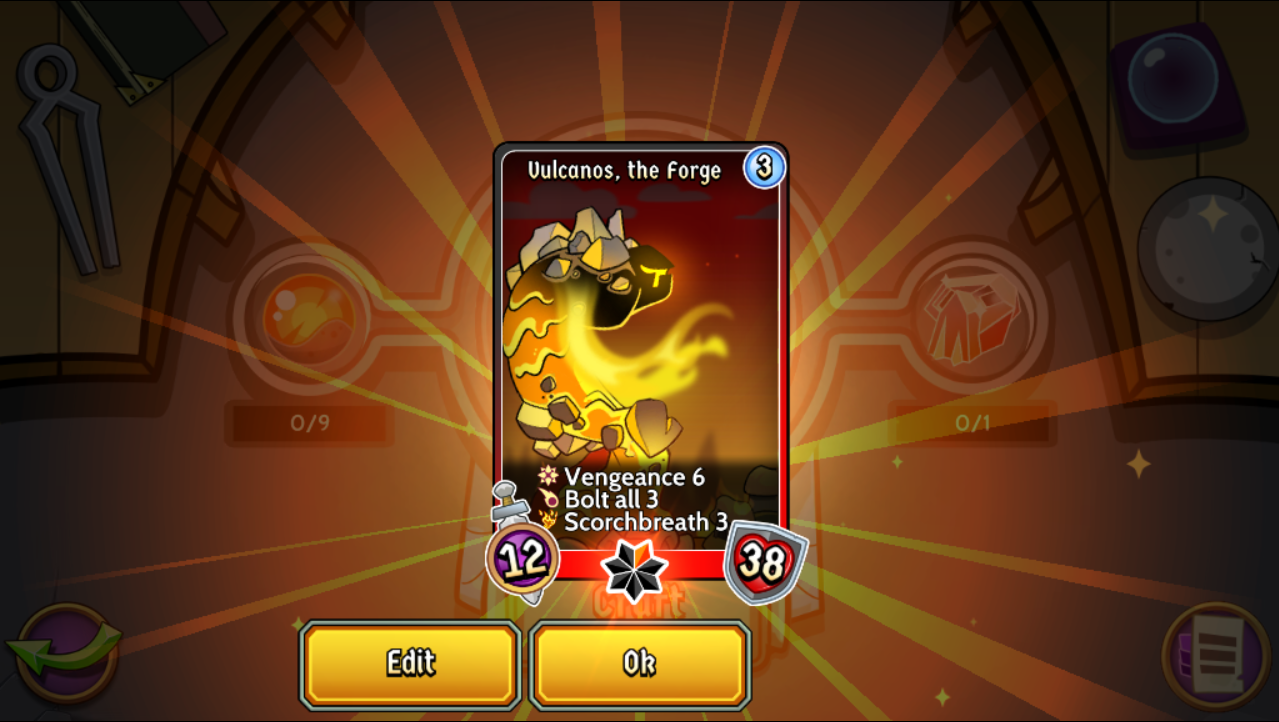 Vulcanos, the Forge
3
0/9
0/1
Vengeance 6
Bolt all 3
Scorchbreath 3
12
38
Craft
Edit
Ok